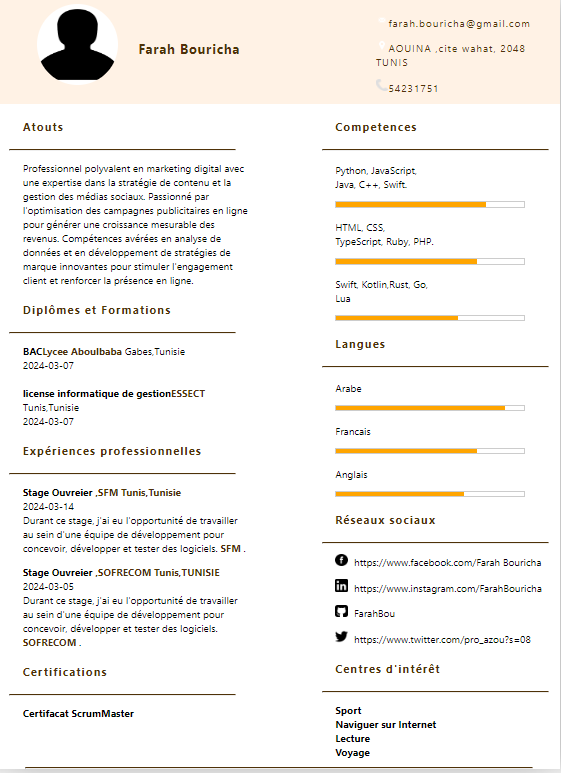 Farah Bouricha
farah.bouricha@gmail.com
AOUINA ,cite wahat, 2048
TUNIS
54231751
Atouts
Professionnel polyvalent en marketing digital avec
une expertise dans la stratégie de contenu et la
gestion des médias sociaux. Passionné par
l'optimisation des campagnes publicitaires en ligne
pour générer une croissance mesurable des
revenus. Compétences avérées en analyse de
données et en développement de stratégies de
marque innovantes pour stimuler l'engagement
client et renforcer la présence en ligne.
Diplômes et Formations
BACLycee Aboulbaba Gabes,Tunisie
2024-03-07
license informatique de gestionESSECT
Tunis,Tunisie
2024-03-07
Expériences professionnelles
Stage Ouvreier ,SFM Tunis,Tunisie
2024-03-14
Durant ce stage, j'ai eu l'opportunité de travailler
au sein d'une équipe de développement pour
concevoir, développer et tester des logiciels. SFM .
Stage Ouvreier ,SOFRECOM Tunis,TUNISIE
2024-03-05
Durant ce stage, j'ai eu l'opportunité de travailler
au sein d'une équipe de développement pour
concevoir, développer et tester des logiciels.
SOFRECOM .
Certifications
Certifacat ScrumMaster
Competences
Python, JavaScript,
Java, C++, Swift.
HTML, CSS,
TypeScript, Ruby, PHP.
Swift, Kotlin,Rust, Go,
Lua
Langues
Arabe
Francais
Anglais
Réseaux sociaux
https://www.facebook.com/Farah Bouricha
https://www.instagram.com/FarahBouricha
FarahBou
https://www.twitter.com/pro_azou?s=08
Centres d'intérêt
Sport
Naviguer sur Internet
Lecture
Voyage